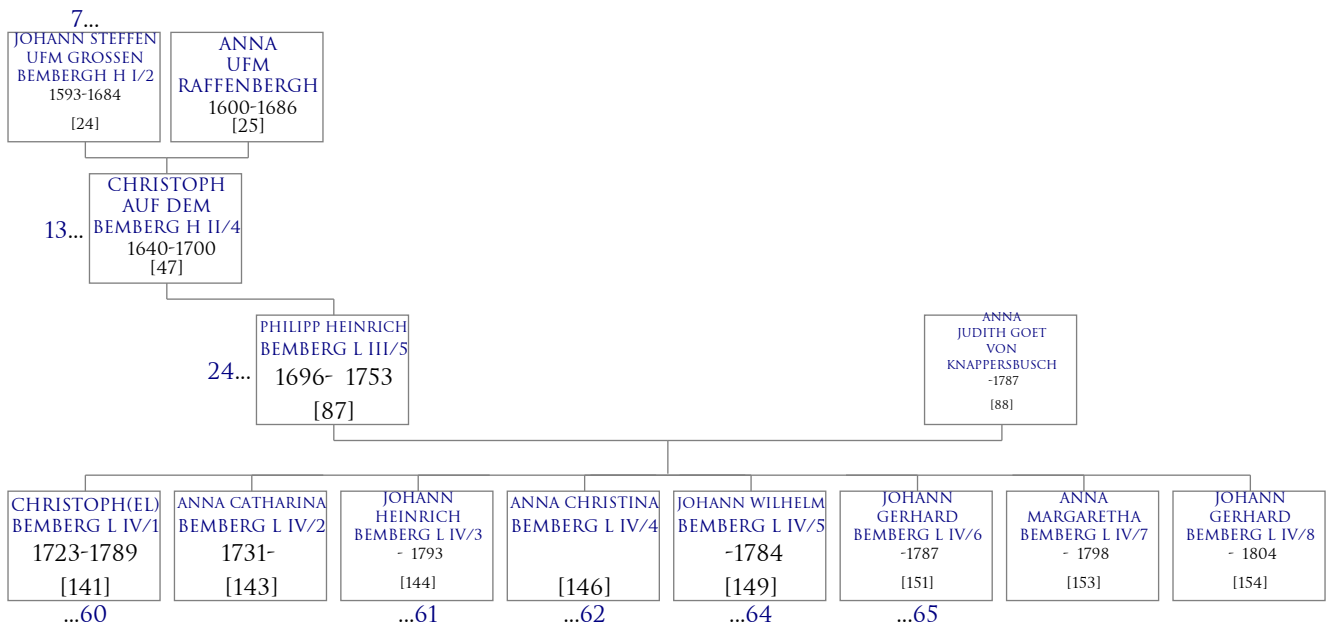 7...
JOHANN STEFFEN
UFM GROSSEN
BEMBERGH H I/2
1593-1684
[24]
ANNA
UFM
RAFFENBERGH
1600-1686
[25]
13...
CHRISTOPH
AUF DEM
BEMBERG H II/4
1640-1700
[47]
24...
PHILIPP HEINRICH
BEMBERG L III/5
1696- 1753
[87]
ANNA
JUDITH GOET
VON
KNAPPERSBUSCH
-1787
[88]
CHRISTOPH(EL)
BEMBERG L IV/1
1723-1789
[141]
...60
ANNA CATHARINA
BEMBERG L IV/2
1731-
[143]
JOHANN
HEINRICH
BEMBERG L IV/3
- 1793
[144]
...61
ANNA CHRISTINA
BEMBERG L IV/4
[146]
...62
JOHANN WILHELM
BEMBERG L IV/5
-1784
[149]
...64
JOHANN
GERHARD
BEMBERG L IV/6
-1787
[151]
...65
ANNA
MARGARETHA
BEMBERG L IV/7
- 1798
[153]
JOHANN
GERHARD
BEMBERG L IV/8
- 1804
[154]